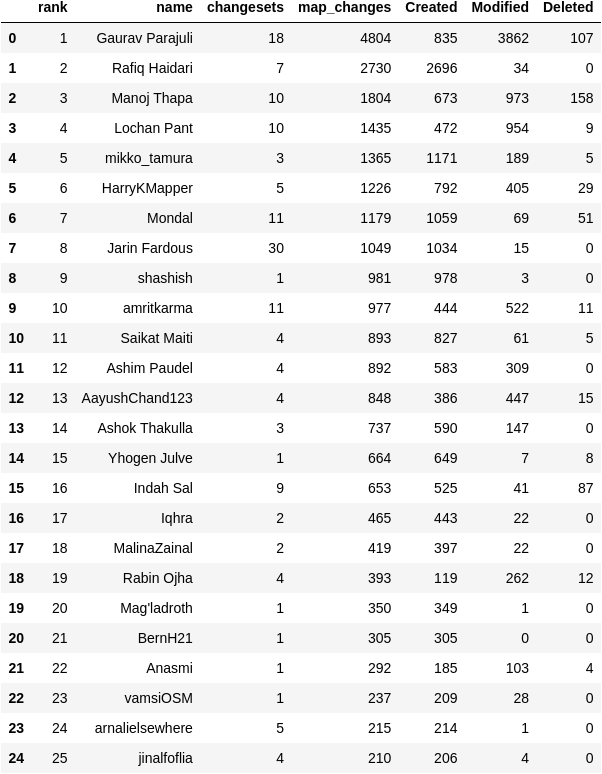 rank name changesets map_changes Created Modified Deleted
0 1 Gaurav Parajuli 18 4804 835 3862 107
1 2 Rafiq Haidari 7 2730 2696 34 0
2 3 Manoj Thapa 10 1804 673 973 158
3 4 Lochan Pant 10 1435 472 954 9
4 5 mikko_tamura 3 1365 1171 189 5
5 6 HarryKMapper 5 1226 792 405 29
6 7 Mondal 11 1179 1059 69 51
7 8 Jarin Fardous 30 1049 1034 15 0
8 9 shashish 1 981 978 3 0
9 10 amritkarma 11 977 444 522 11
10 11 Saikat Maiti 4 893 827 61 5
11 12 Ashim Paudel 4 892 583 309 0
12 13 AayushChand123 4 848 386 447 15
13 14 Ashok Thakulla 3 737 590 147 0
14 15 Yhogen Julve 1 664 649 7 8
15 16 Indah Sal 9 653 525 41 87
16 17 Iqhra 2 465 443 22 0
17 18 MalinaZainal 2 419 397 22 0
18 19 Rabin Ojha 4 393 119 262 12
19 20 Mag'ladroth 1 350 349 1 0
20 21 BernH21 1 305 305 0 0
21 22 Anasmi 1 292 185 103 4
22 23 vamsiOSM 1 237 209 28 0
23 24 arnalielsewhere 5 215 214 1 0
24 25 jinalfoflia 4 210 206 4 0